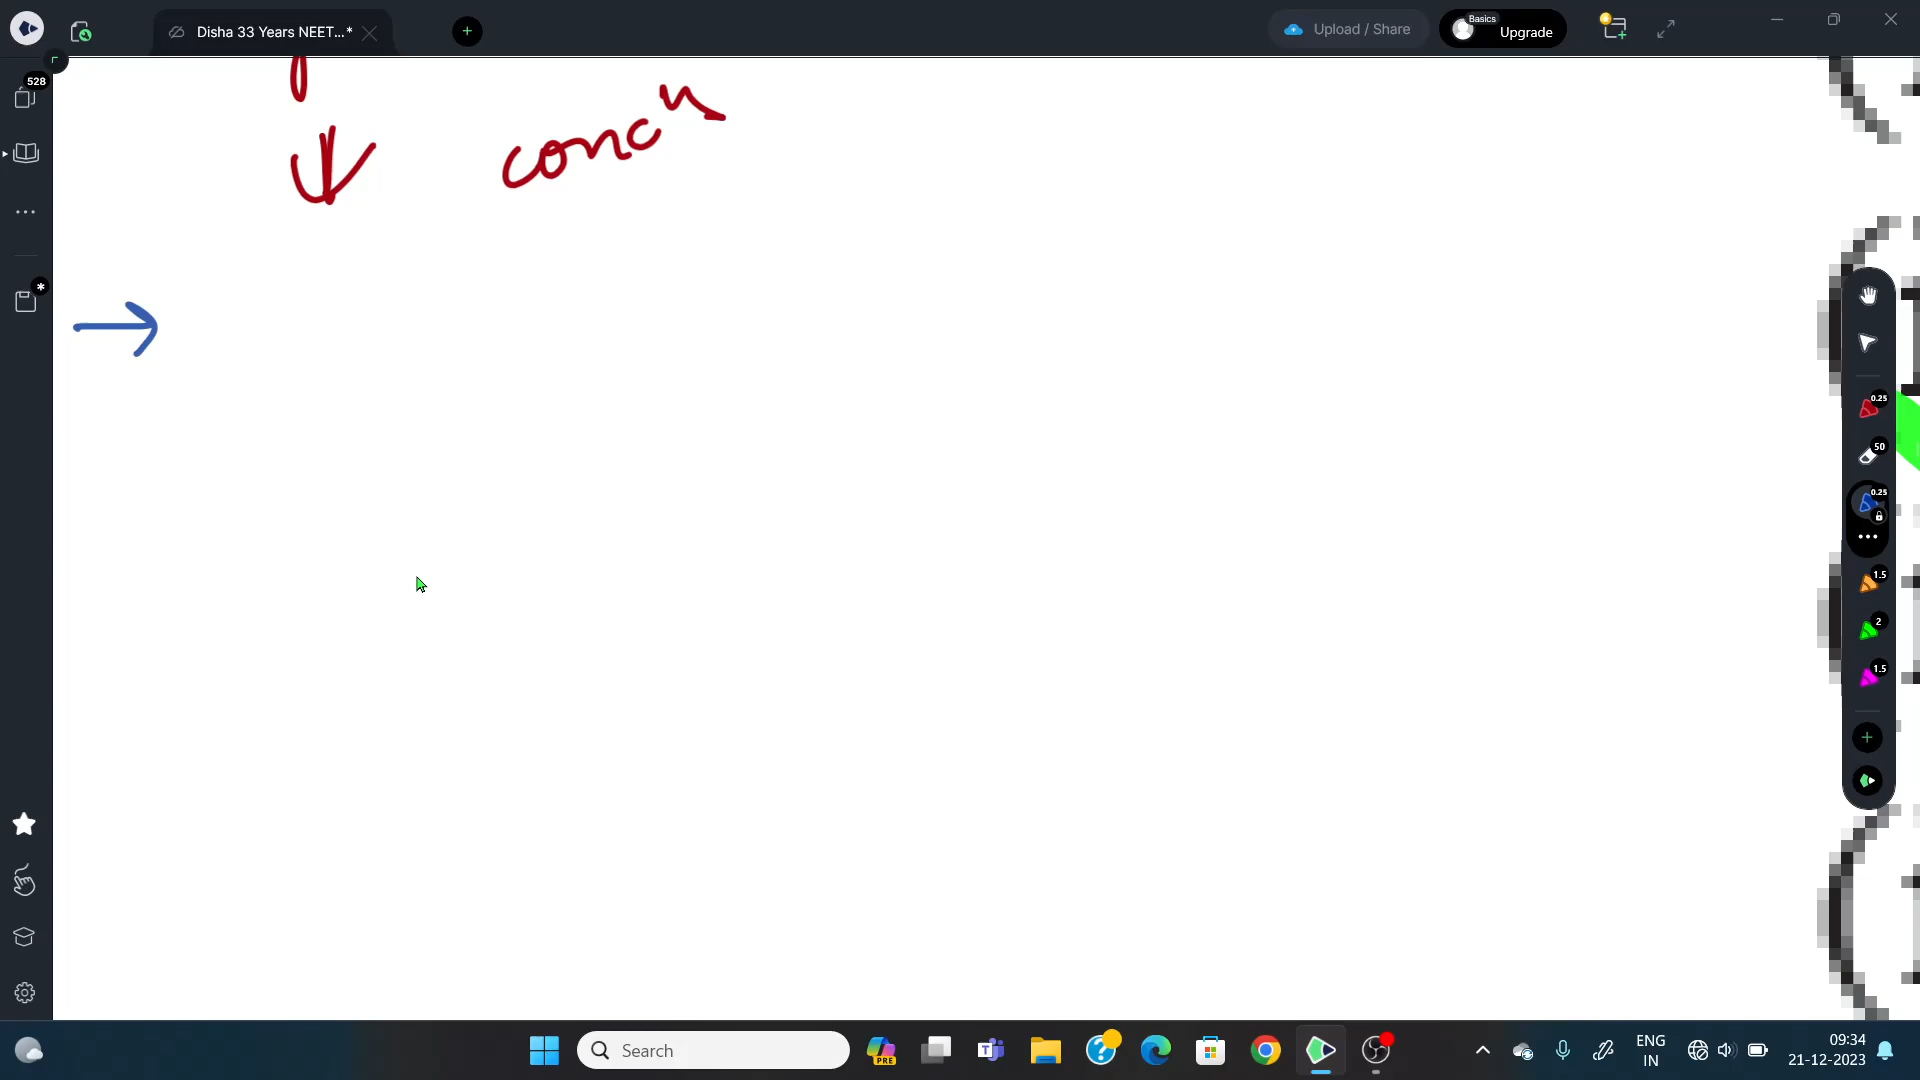 Disha 33 Years NEET...*
Upload / Share
Basics
Upgrade
528
conc^n
0.25
50
0.25
1.5
2
1.5
Search
PRE
ENG
IN
09:34
21-12-2023